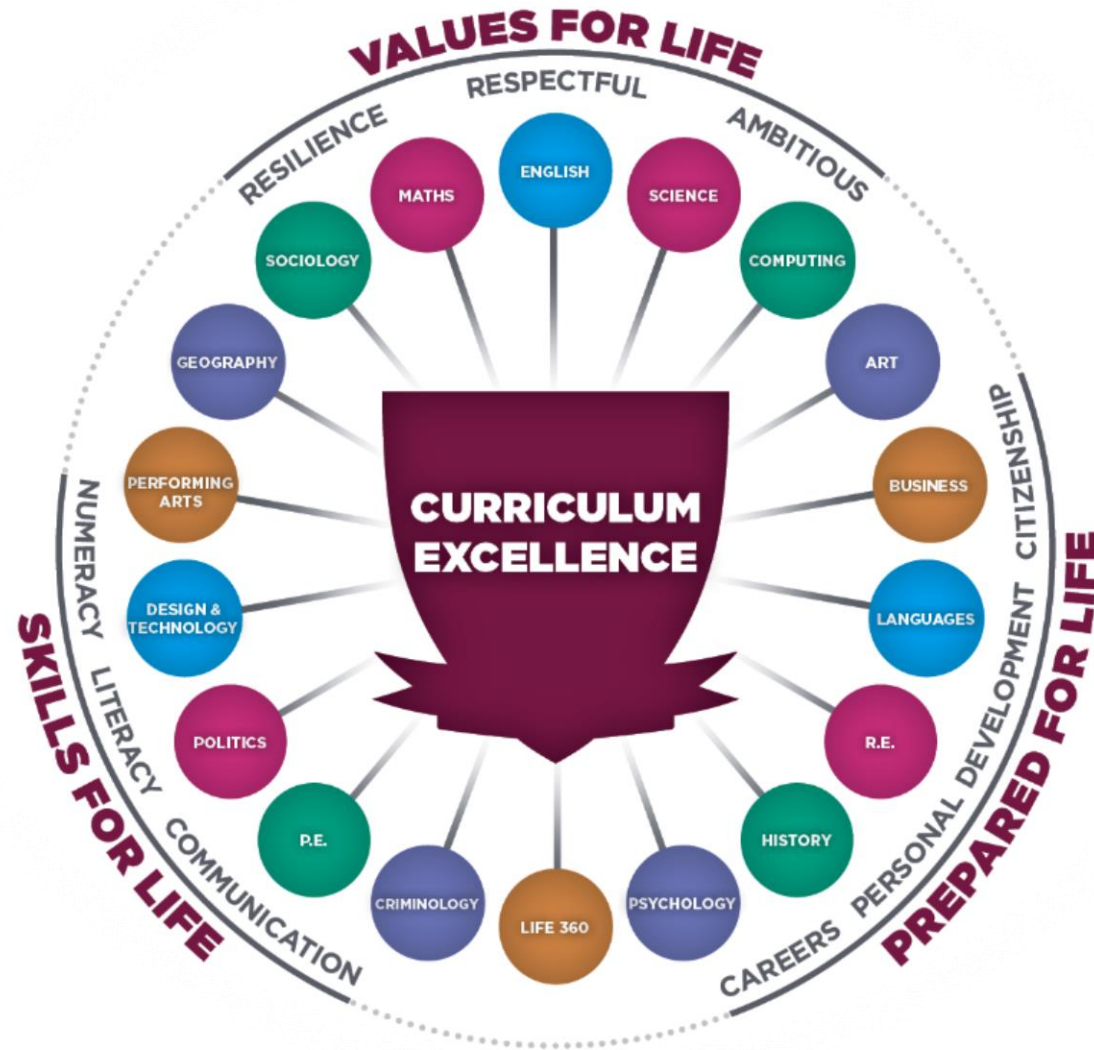 VALUES FOR LIFE
RESILIENCE
RESPECTFUL
AMBITIOUS
ENGLISH
SCIENCE
COMPUTING
ART
BUSINESS
LANGUAGES
R.E.
HISTORY
PSYCHOLOGY
LIFE 360
CRIMINOLOGY
P.E.
POLITICS
DESIGN &
TECHNOLOGY
PERFORMING
ARTS
GEOGRAPHY
SOCIOLOGY
MATHS
CURRICULUM
EXCELLENCE
SKILLS FOR LIFE
NUMERACY
LITERACY
COMMUNICATION
PREPARED FOR LIFE
CAREERS
PERSONAL DEVELOPMENT
CITIZENSHIP